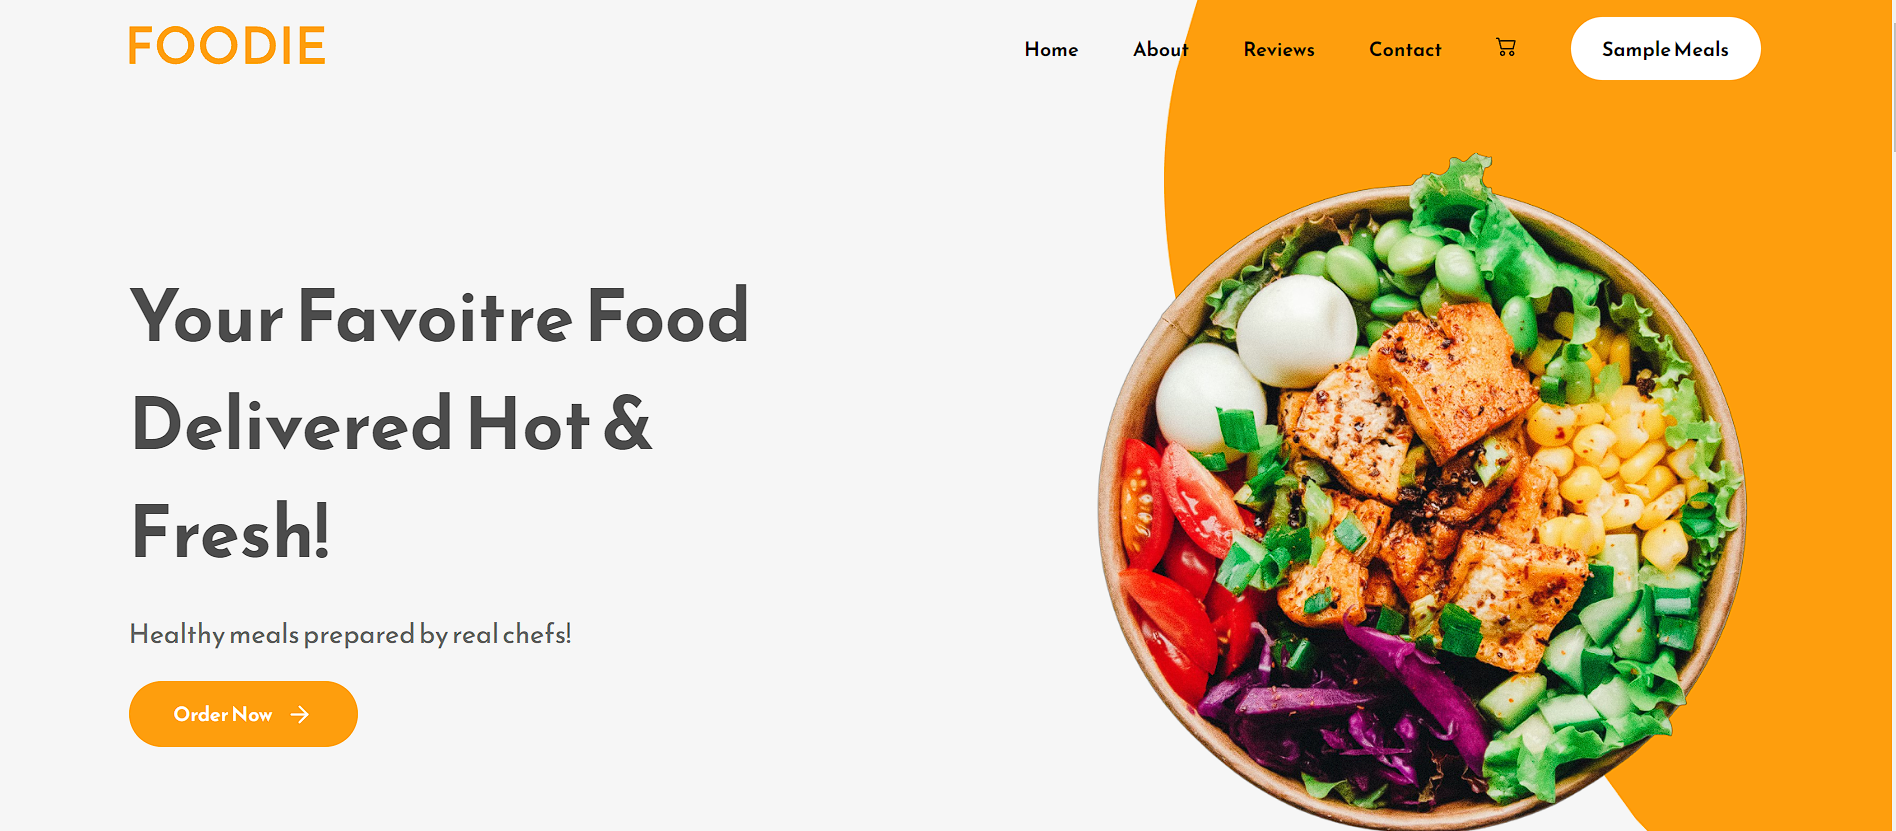 FOODIE
Home About Reviews Contact Sample Meals
Your Favoitre Food
Delivered Hot &
Fresh!
Healthy meals prepared by real chefs!
Order Now